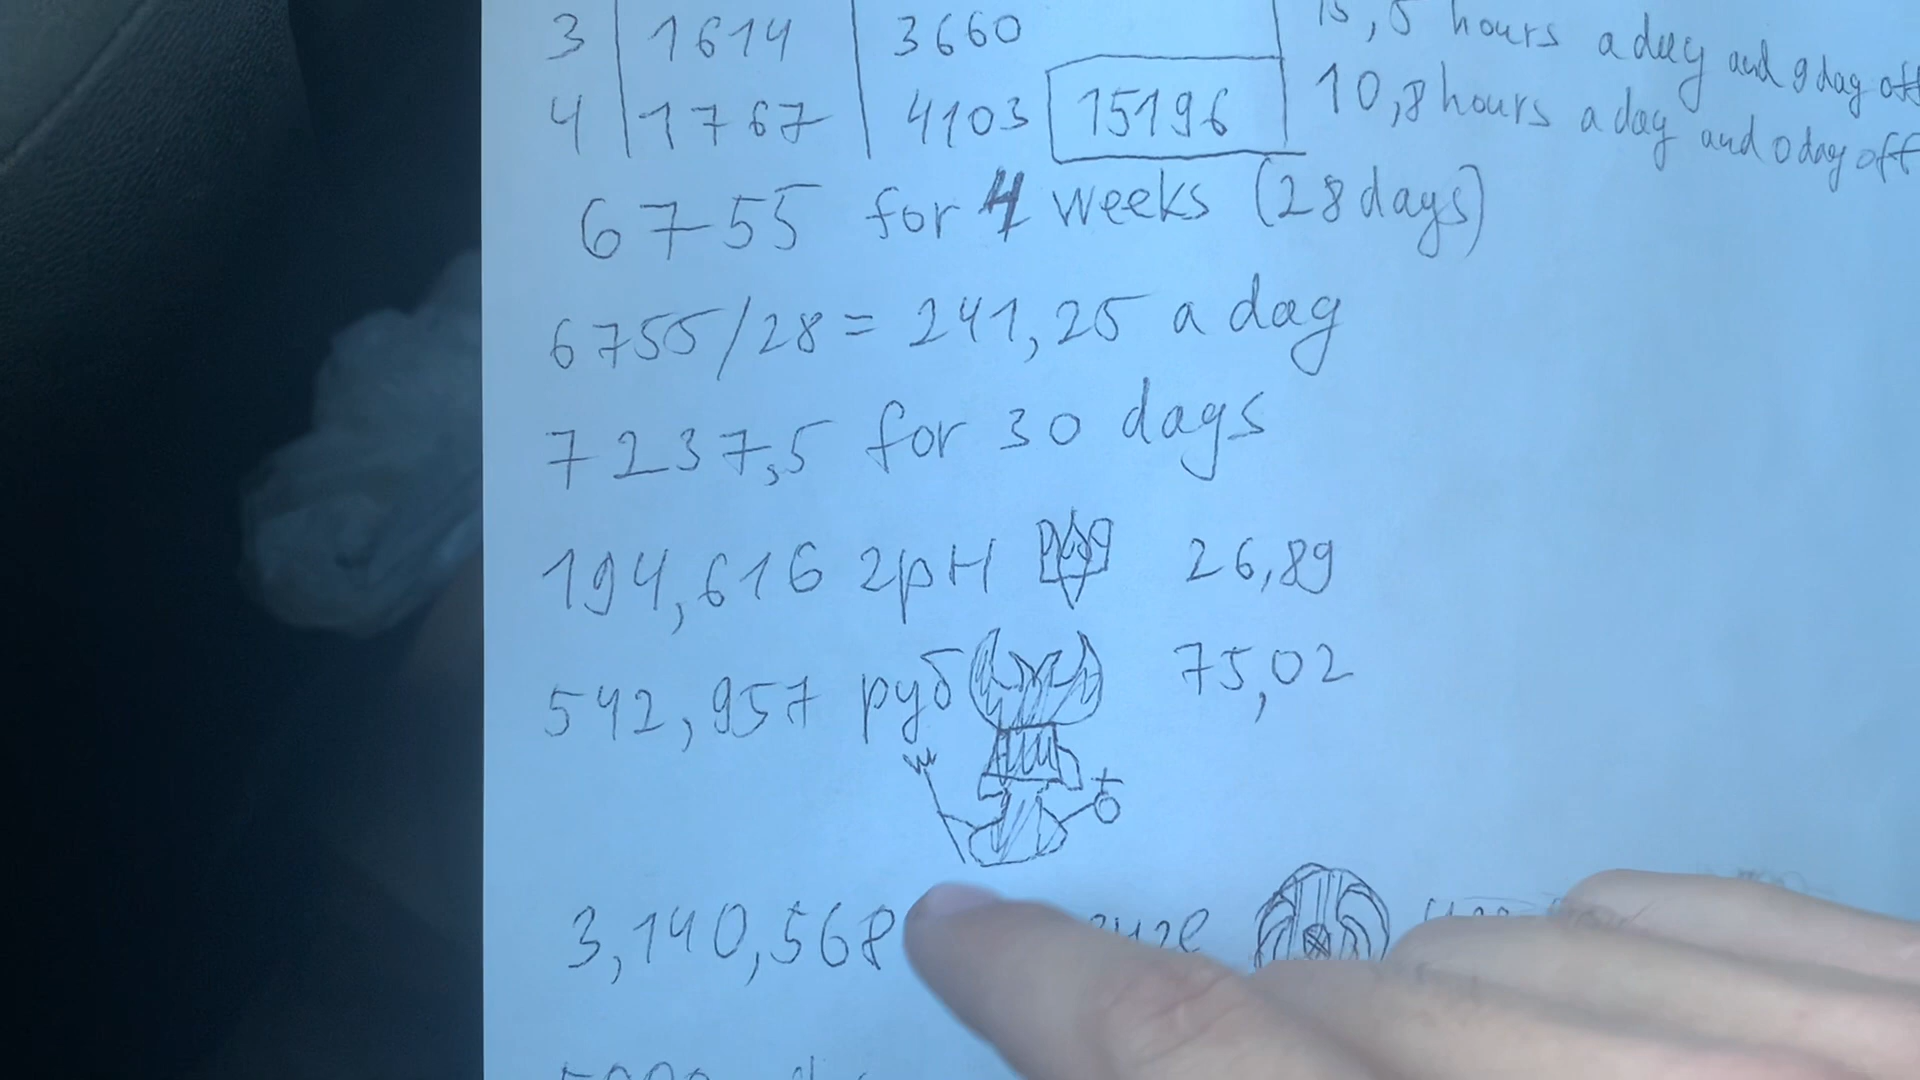 3 1614 3660
15,5 hours a day and 9 day off
4 1767 4103 15196
10,8 hours a day and 0 day off
6755 for 4 weeks (28 days)
6755/28 = 241,25 a day
7237,5 for 30 days
194,616 грн 26,89
542,957 руб 75,02
3,140,568